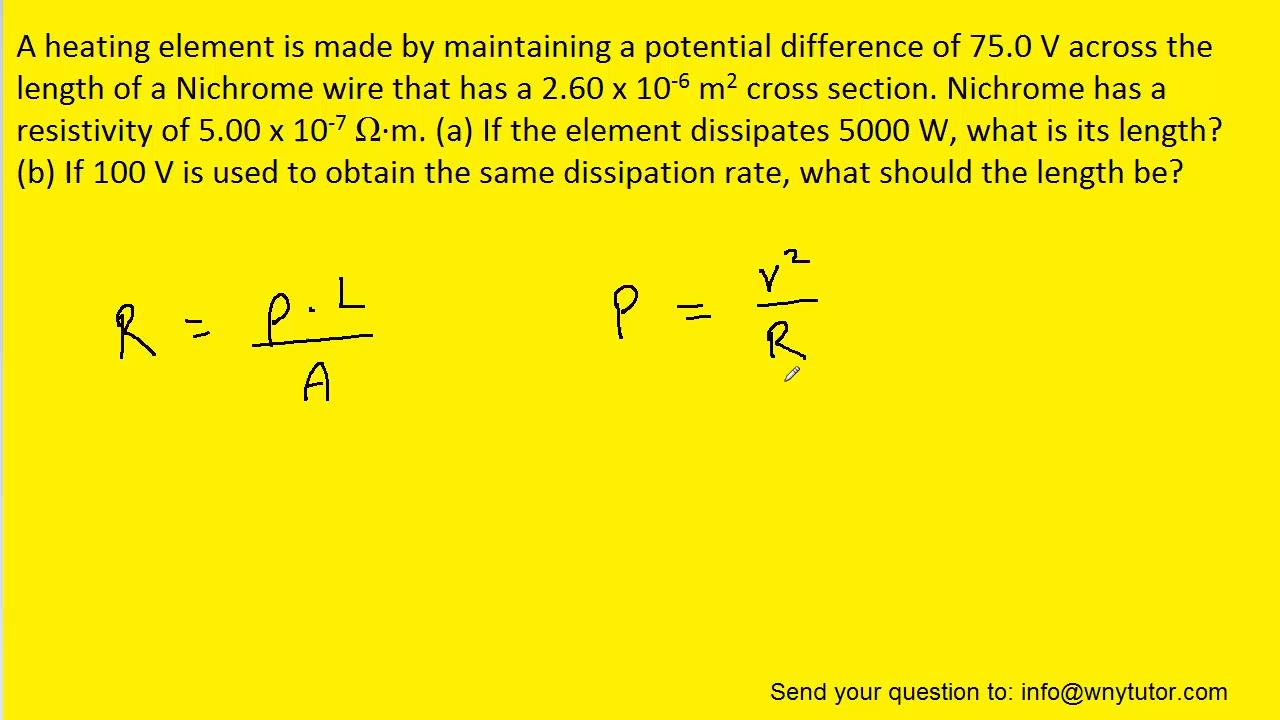 A heating element is made by maintaining a potential difference of 75.0 V across the
length of a Nichrome wire that has a 2.60 x 10⁻⁶ m² cross section. Nichrome has a
resistivity of 5.00 x 10⁻⁷ Ω·m. (a) If the element dissipates 5000 W, what is its length?
(b) If 100 V is used to obtain the same dissipation rate, what should the length be?
R = ρ · L / A
P = V² / R
Send your question to: info@wnytutor.com